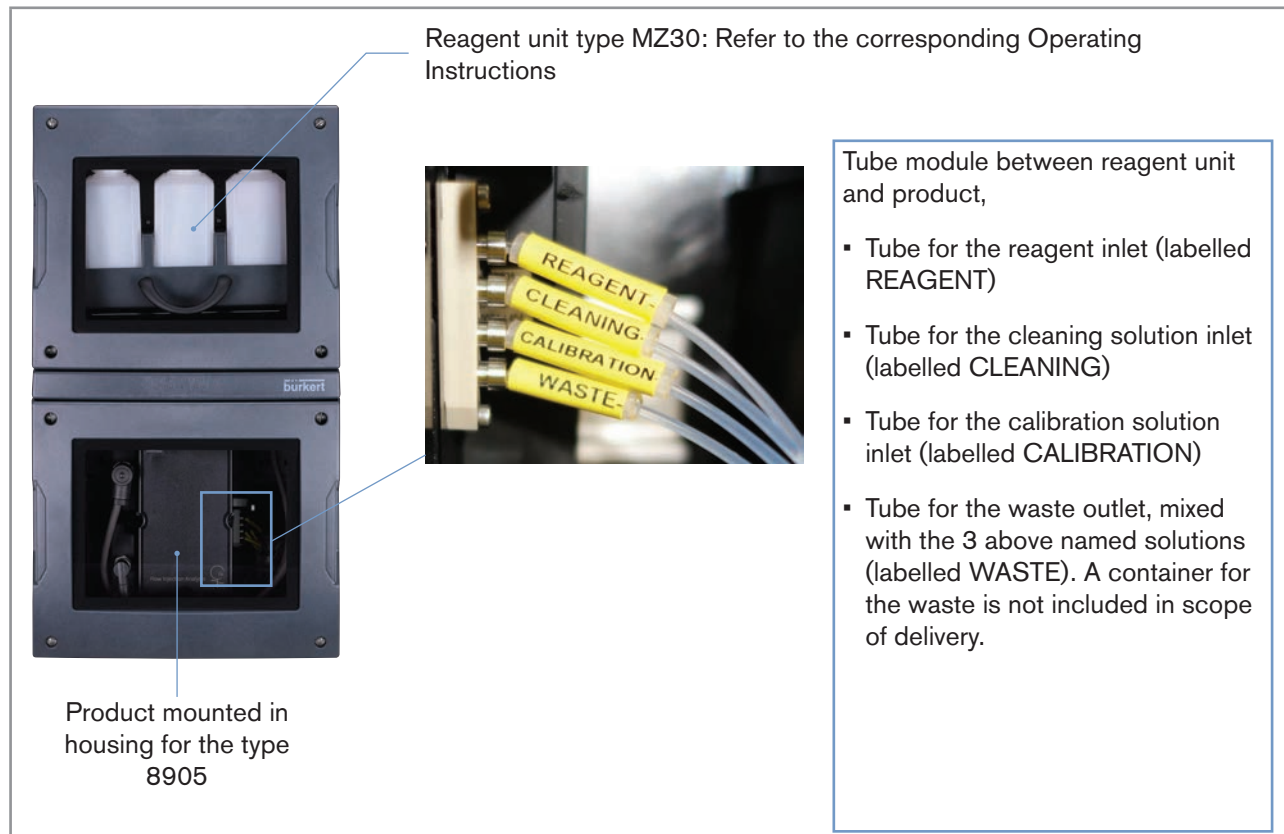 Reagent unit type MZ30: Refer to the corresponding Operating
Instructions
burkert
REAGENT-
CLEANING-
CALIBRATION-
WASTE-
Flow Injection Analysis
Product mounted in
housing for the type
8905
Tube module between reagent unit
and product,
▪ Tube for the reagent inlet (labelled
REAGENT)
▪ Tube for the cleaning solution inlet
(labelled CLEANING)
▪ Tube for the calibration solution
inlet (labelled CALIBRATION)
▪ Tube for the waste outlet, mixed
with the 3 above named solutions
(labelled WASTE). A container for
the waste is not included in scope
of delivery.